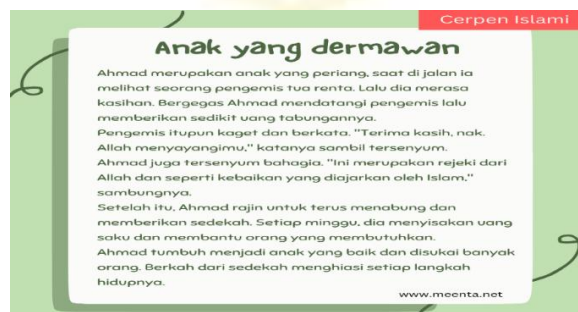 Cerpen Islami
Anak yang dermawan
Ahmad merupakan anak yang periang, saat di jalan ia
melihat seorang pengemis tua renta. Lalu dia merasa
kasihan. Bergegas Ahmad mendatangi pengemis lalu
memberikan sedikit uang tabungannya.
Pengemis itupun kaget dan berkata. "Terima kasih, nak.
Allah menyayangimu," katanya sambil tersenyum.
Ahmad juga tersenyum bahagia. "Ini merupakan rejeki dari
Allah dan seperti kebaikan yang diajarkan oleh Islam,"
sambungnya.
Setelah itu, Ahmad rajin untuk terus menabung dan
memberikan sedekah. Setiap minggu, dia menyisakan uang
saku dan membantu orang yang membutuhkan.
Ahmad tumbuh menjadi anak yang baik dan disukai banyak
orang. Berkah dari sedekah menghiasi setiap langkah
hidupnya.
www.meenta.net